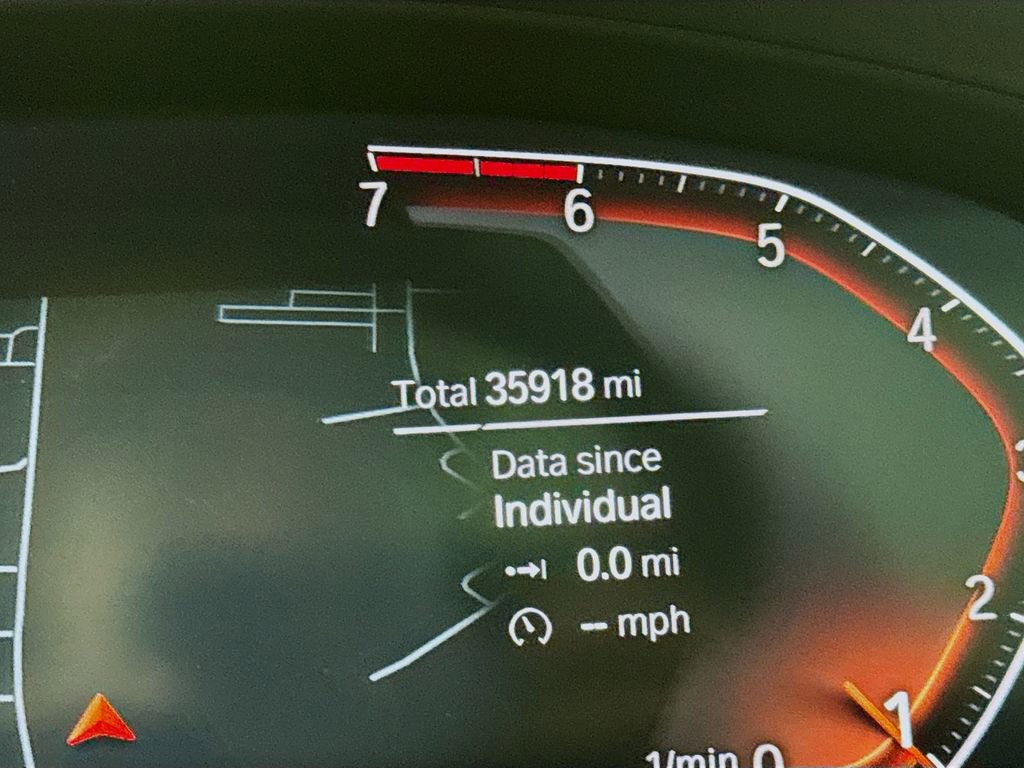 7
6
5
4
3
Total 35918 mi
Data since
Individual
0.0 mi
-- mph
2
1
1/min 0